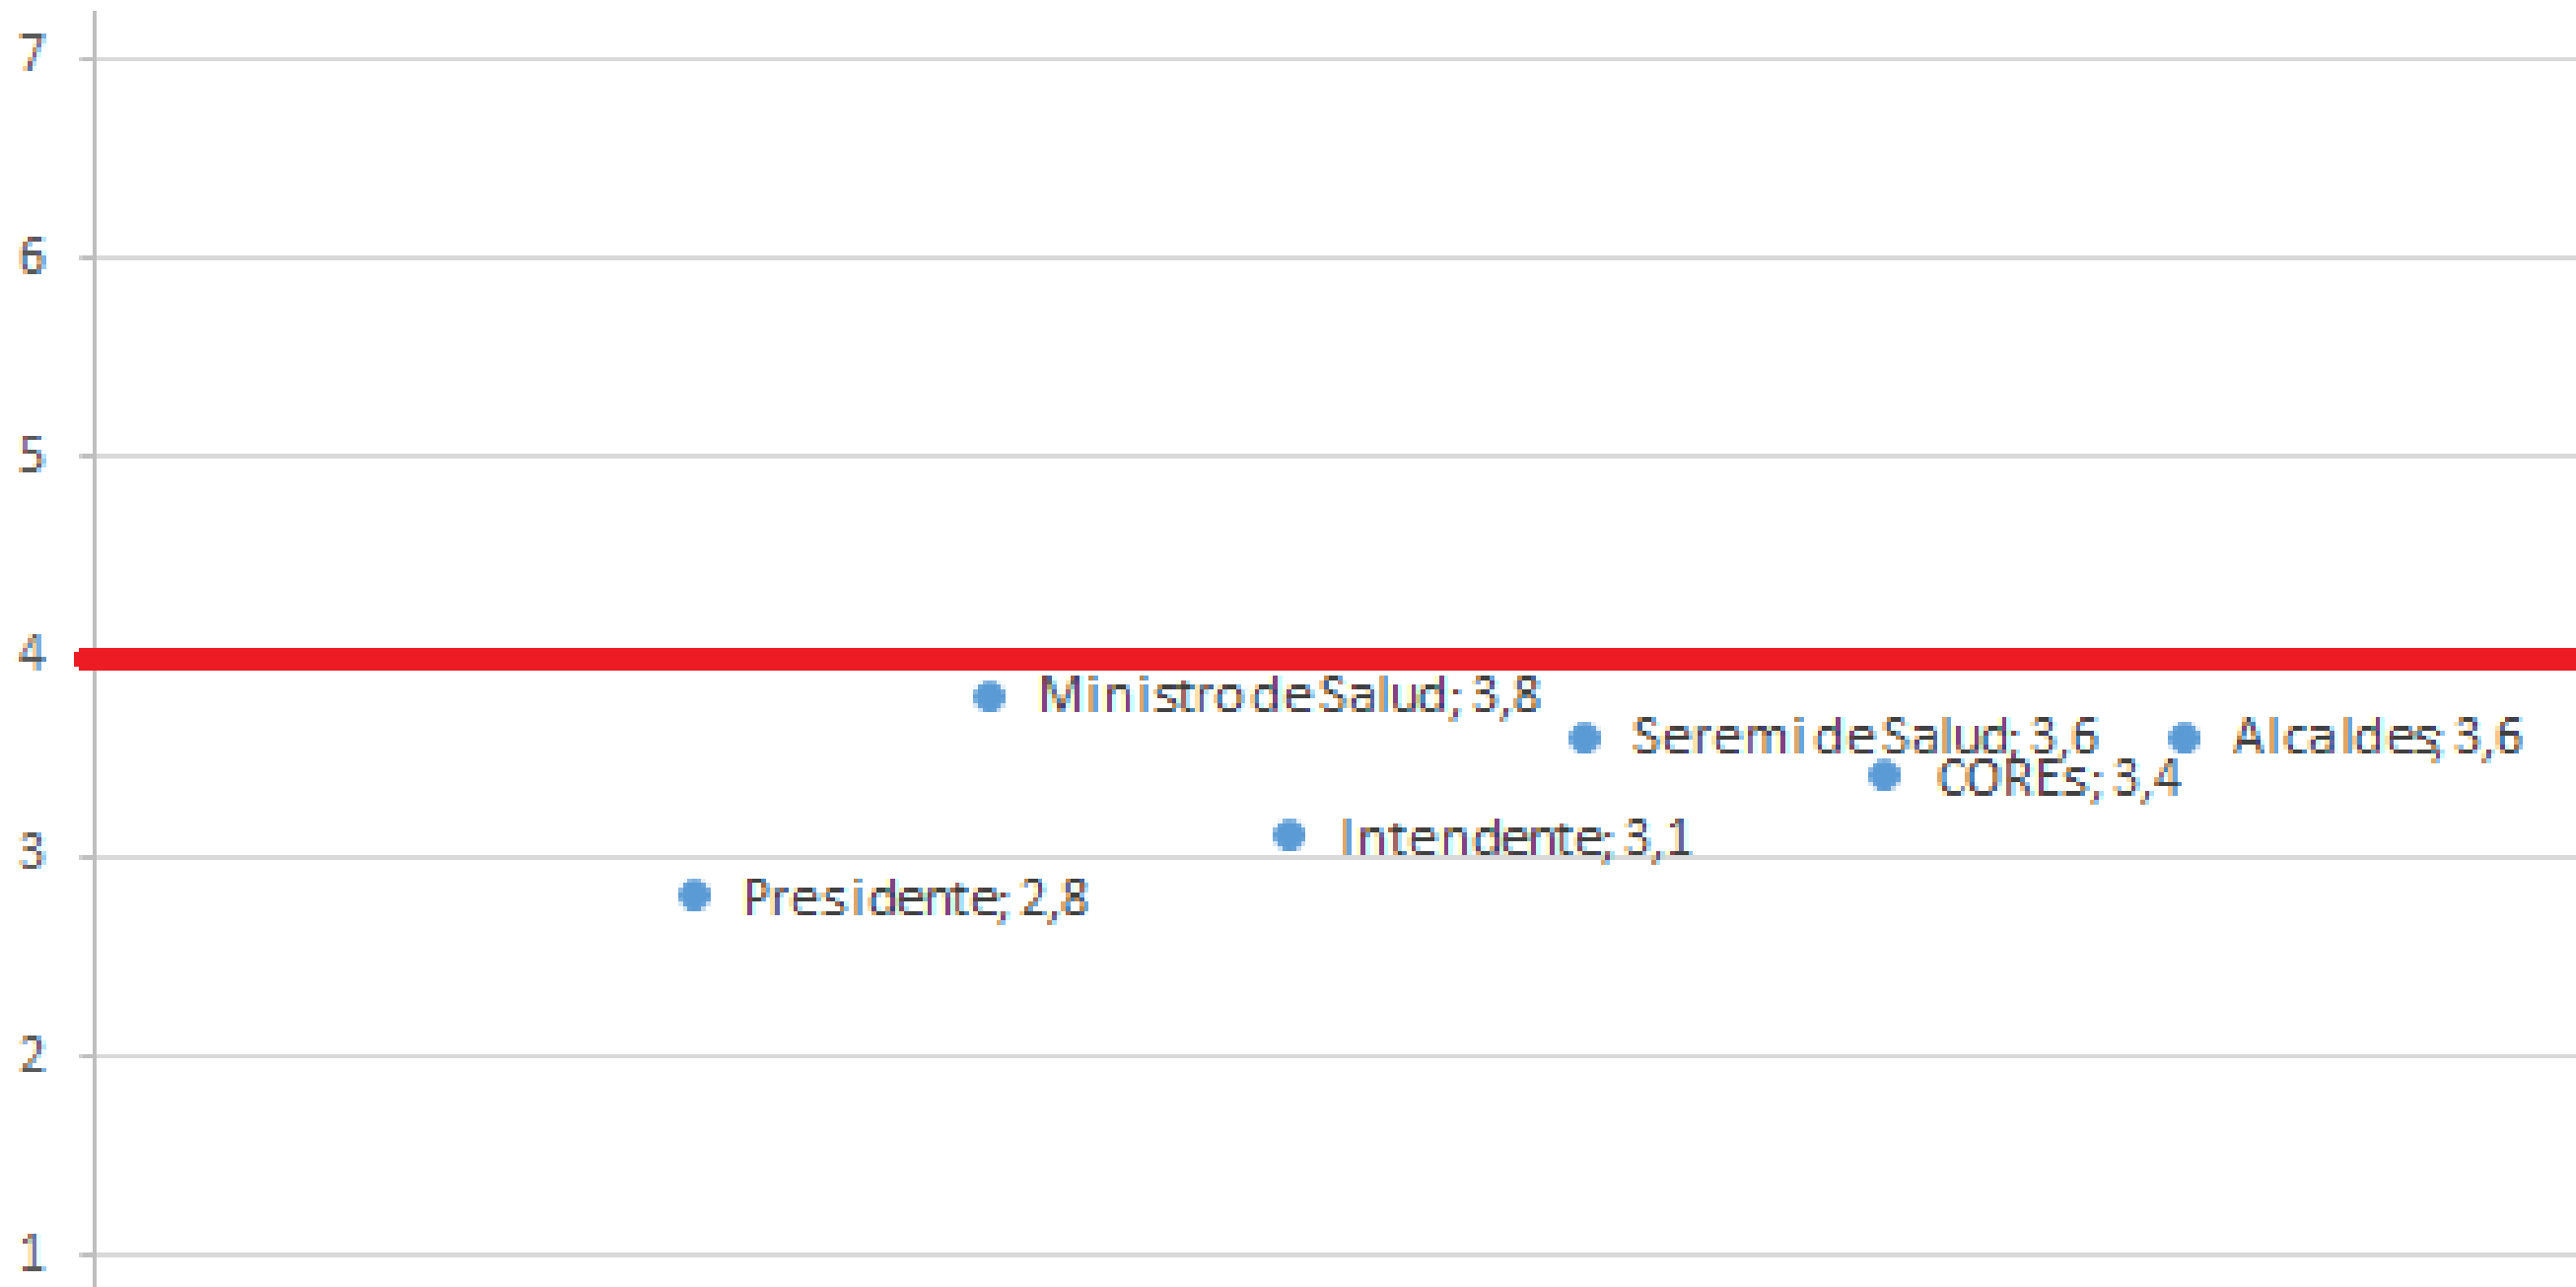 7
6
5
4
Ministro de Salud; 3,8
Seremi de Salud; 3,6
Alcaldes; 3,6
COREs; 3,4
Intendente; 3,1
3
Presidente; 2,8
2
1